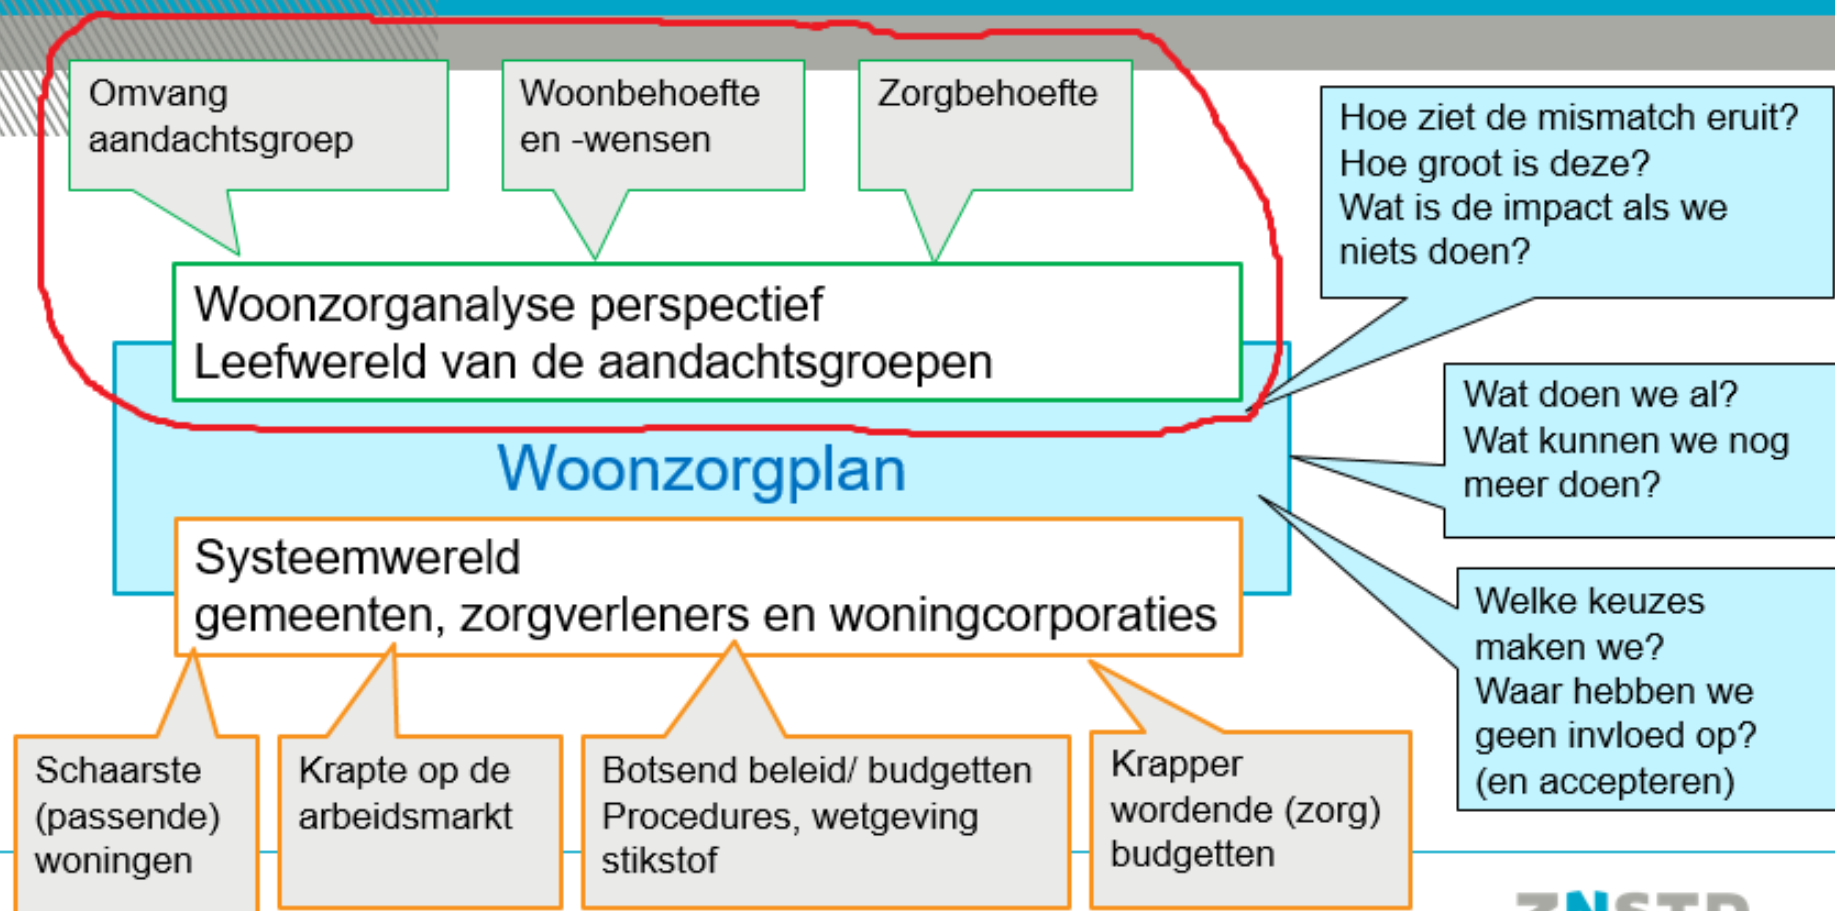 Omvang
aandachtsgroep
Woonbehoefte
en -wensen
Zorgbehoefte
Hoe ziet de mismatch eruit?
Hoe groot is deze?
Wat is de impact als we
niets doen?
Woonzorganalyse perspectief
Leefwereld van de aandachtsgroepen
Wat doen we al?
Wat kunnen we nog
meer doen?
Woonzorgplan
Systeemwereld
gemeenten, zorgverleners en woningcorporaties
Welke keuzes
maken we?
Waar hebben we
geen invloed op?
(en accepteren)
Schaarste
(passende)
woningen
Krapte op de
arbeidsmarkt
Botsend beleid/ budgetten
Procedures, wetgeving
stikstof
Krapper
wordende (zorg)
budgetten